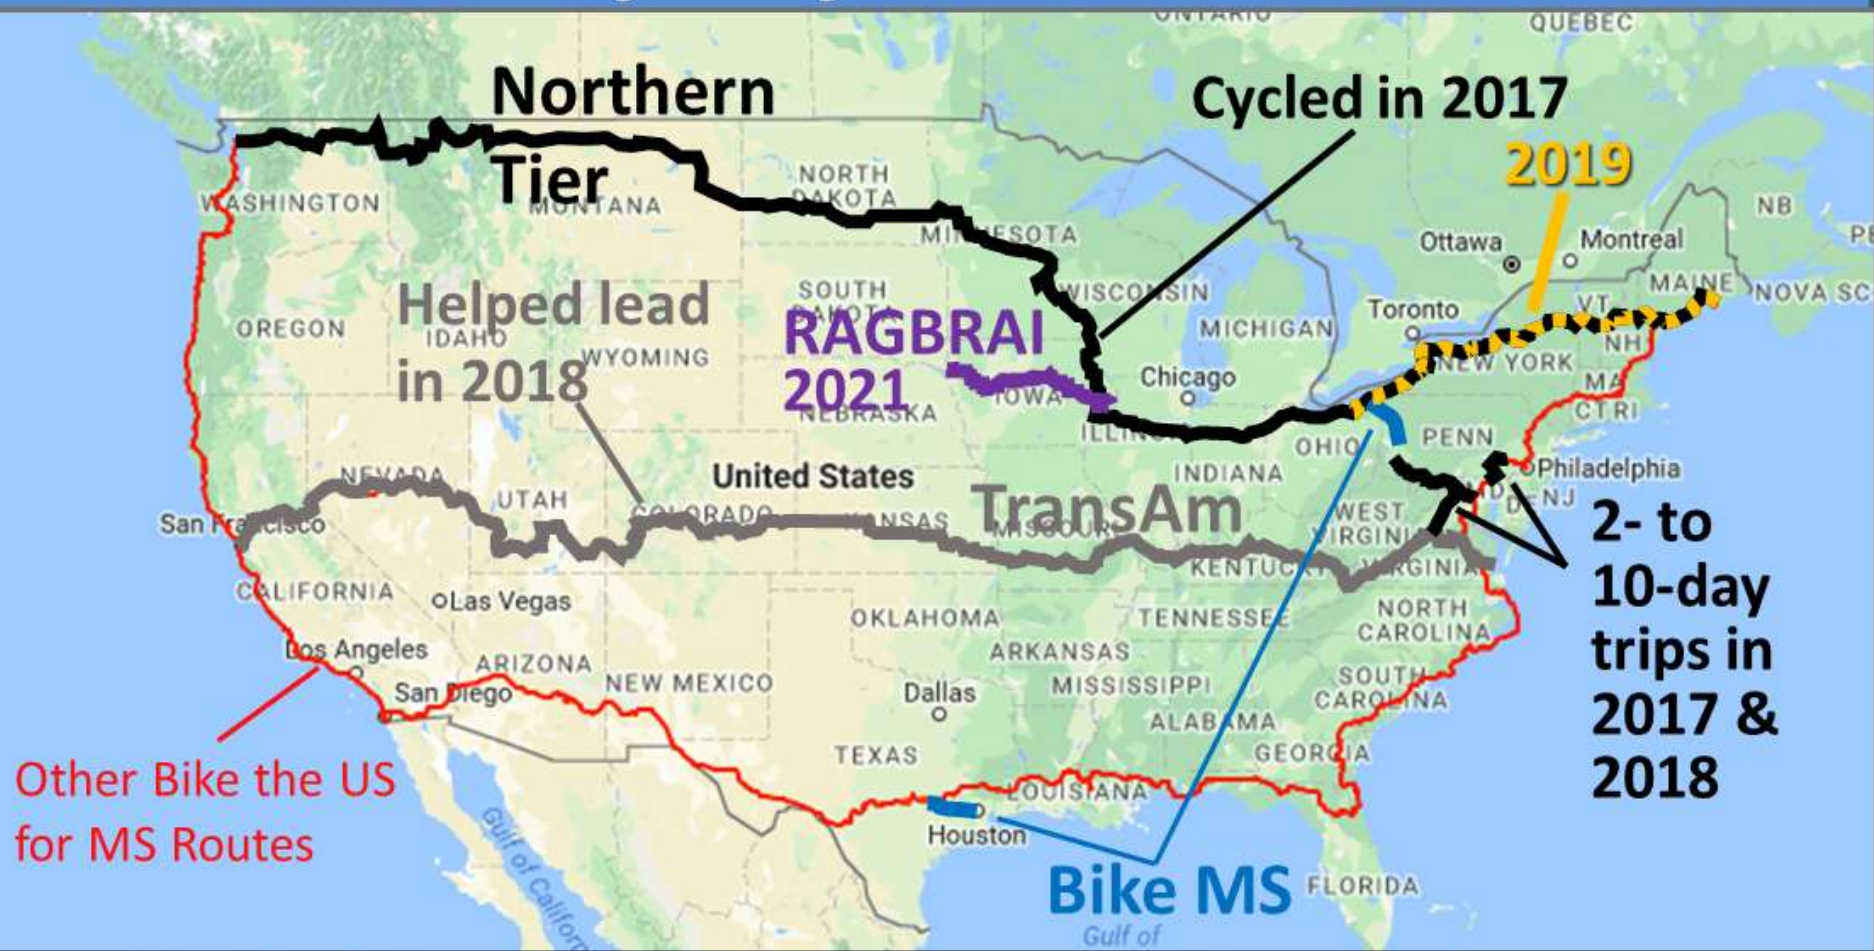 ONTARIO
QUEBEC
Northern
Tier
Cycled in 2017
2019
WASHINGTON
MONTANA
NORTH
DAKOTA
MINNESOTA
NB
Ottawa
Montreal
MAINE
NOVA SC
Helped lead
in 2018
OREGON
IDAHO
WYOMING
SOUTH
DAKOTA
RAGBRAI
2021
WISCONSIN
MICHIGAN
Toronto
VT
NH
NEW YORK
MA
CT RI
Chicago
IOWA
NEBRASKA
ILLINOIS
OHIO
PENN
INDIANA
Philadelphia
MD
DE
NJ
NEVADA
UTAH
United States
COLORADO
KANSAS
MISSOURI
TransAm
WEST
VIRGINIA
San Francisco
KENTUCKY
VIRGINIA
2- to
10-day
trips in
2017 &
2018
CALIFORNIA
Las Vegas
OKLAHOMA
TENNESSEE
NORTH
CAROLINA
Los Angeles
ARIZONA
NEW MEXICO
ARKANSAS
MISSISSIPPI
SOUTH
CAROLINA
San Diego
Dallas
ALABAMA
GEORGIA
TEXAS
Other Bike the US
for MS Routes
LOUISIANA
Houston
Bike MS
FLORIDA
Gulf of Californ
Gulf of